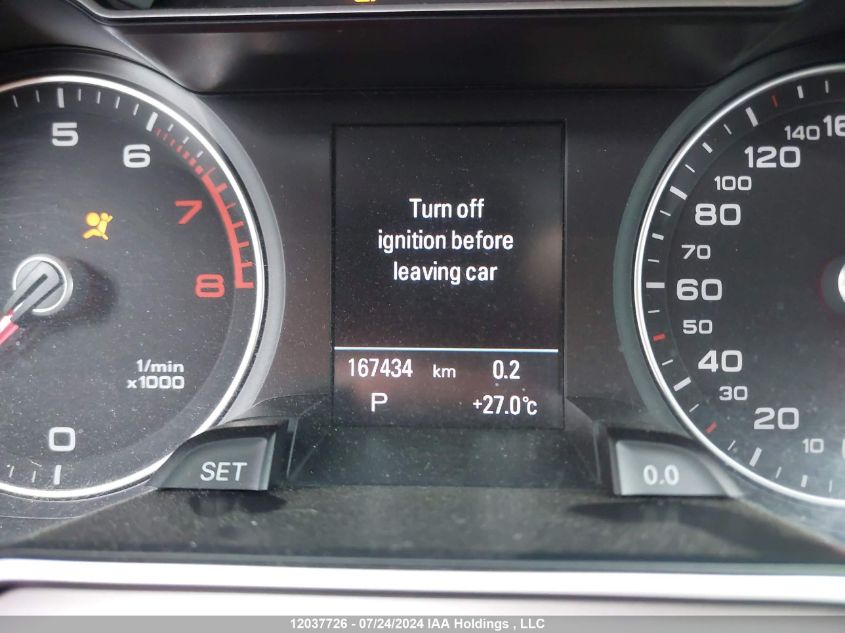 5
6
7
8
1/min
x1000
0
SET
Turn off
ignition before
leaving car
167434 km 0.2
P +27.0°c
140
120
100
80
70
60
50
40
30
20
10
0.0
12037726 - 07/24/2024 IAA Holdings , LLC